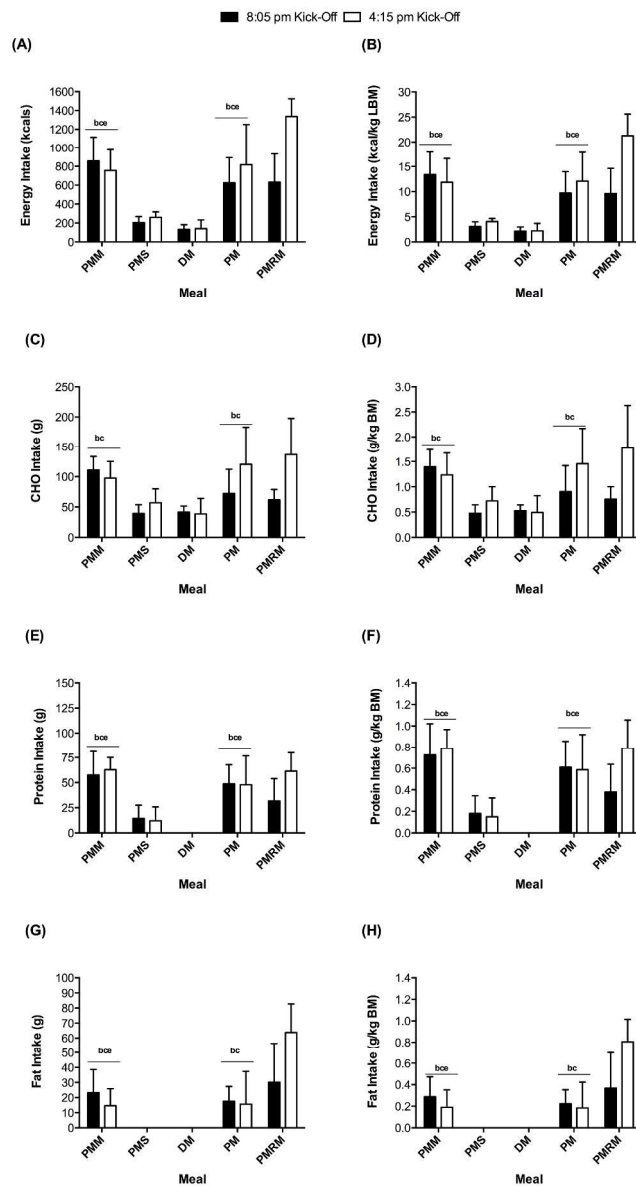 8:05 pm Kick-Off 4:15 pm Kick-Off
(A)
Energy Intake (kcals)
1600
1400
1200
1000
800
600
400
200
0
bce
bce
PMM PMS DM PM PMRM
Meal
(B)
Energy Intake (kcal/kg LBM)
30
25
20
15
10
5
0
bce
bce
PMM PMS DM PM PMRM
Meal
(C)
CHO Intake (g)
250
200
150
100
50
0
bc
bc
PMM PMS DM PM PMRM
Meal
(D)
CHO Intake (g/kg BM)
3.0
2.5
2.0
1.5
1.0
0.5
0.0
bc
bc
PMM PMS DM PM PMRM
Meal
(E)
Protein Intake (g)
150
125
100
75
50
25
0
bce
bce
PMM PMS DM PM PMRM
Meal
(F)
Protein Intake (g/kg BM)
1.4
1.2
1.0
0.8
0.6
0.4
0.2
0.0
bce
bce
PMM PMS DM PM PMRM
Meal
(G)
Fat Intake (g)
100
90
80
70
60
50
40
30
20
10
0
bce
bc
PMM PMS DM PM PMRM
Meal
(H)
Fat Intake (g/kg BM)
1.4
1.2
1.0
0.8
0.6
0.4
0.2
0.0
bce
bc
PMM PMS DM PM PMRM
Meal